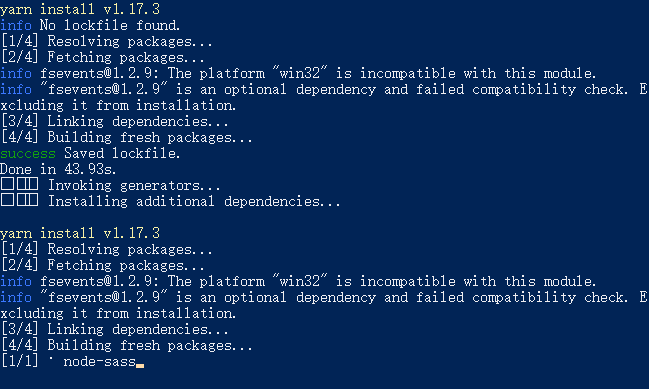 yarn install v1.17.3
info No lockfile found.
[1/4] Resolving packages...
[2/4] Fetching packages...
info fsevents@1.2.9: The platform "win32" is incompatible with this module.
info "fsevents@1.2.9" is an optional dependency and failed compatibility check. E
xcluding it from installation.
[3/4] Linking dependencies...
[4/4] Building fresh packages...
success Saved lockfile.
Done in 43.93s.
□□□ Invoking generators...
□□□ Installing additional dependencies...
yarn install v1.17.3
[1/4] Resolving packages...
[2/4] Fetching packages...
info fsevents@1.2.9: The platform "win32" is incompatible with this module.
info "fsevents@1.2.9" is an optional dependency and failed compatibility check. E
xcluding it from installation.
[3/4] Linking dependencies...
[4/4] Building fresh packages...
[1/1] ⠁ node-sass